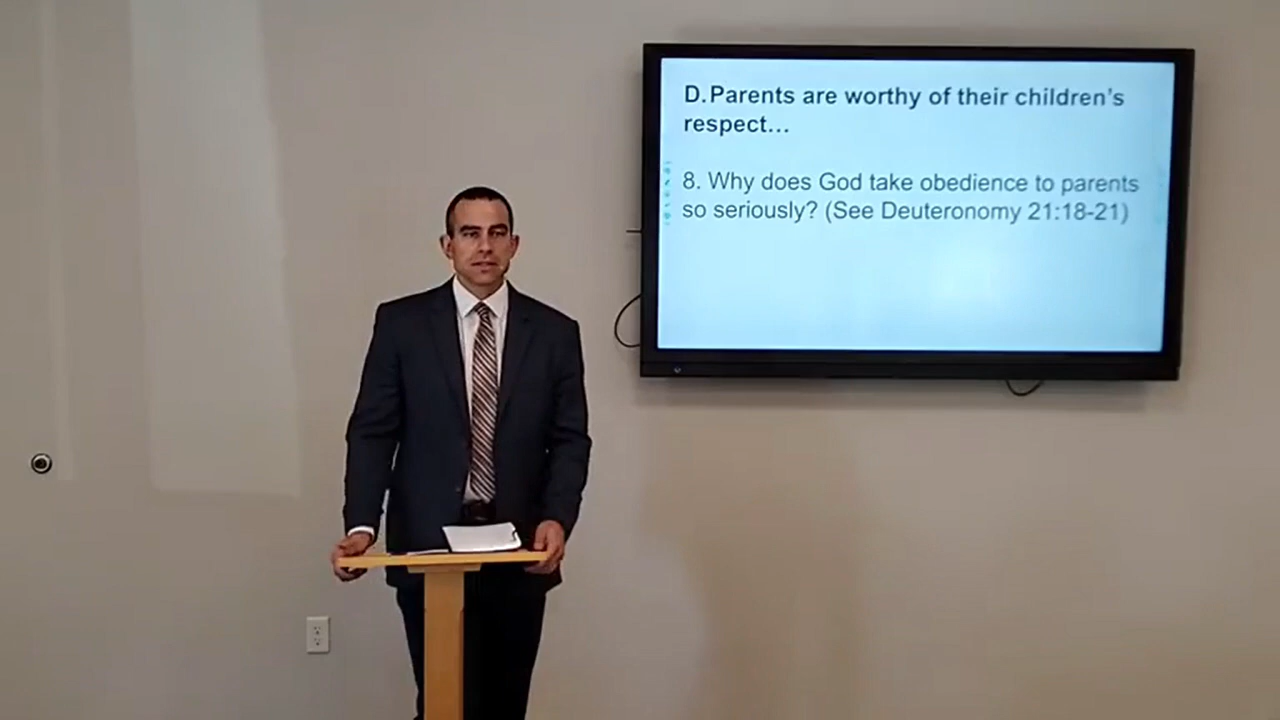 D. Parents are worthy of their children's
respect...
8. Why does God take obedience to parents
so seriously? (See Deuteronomy 21:18-21)